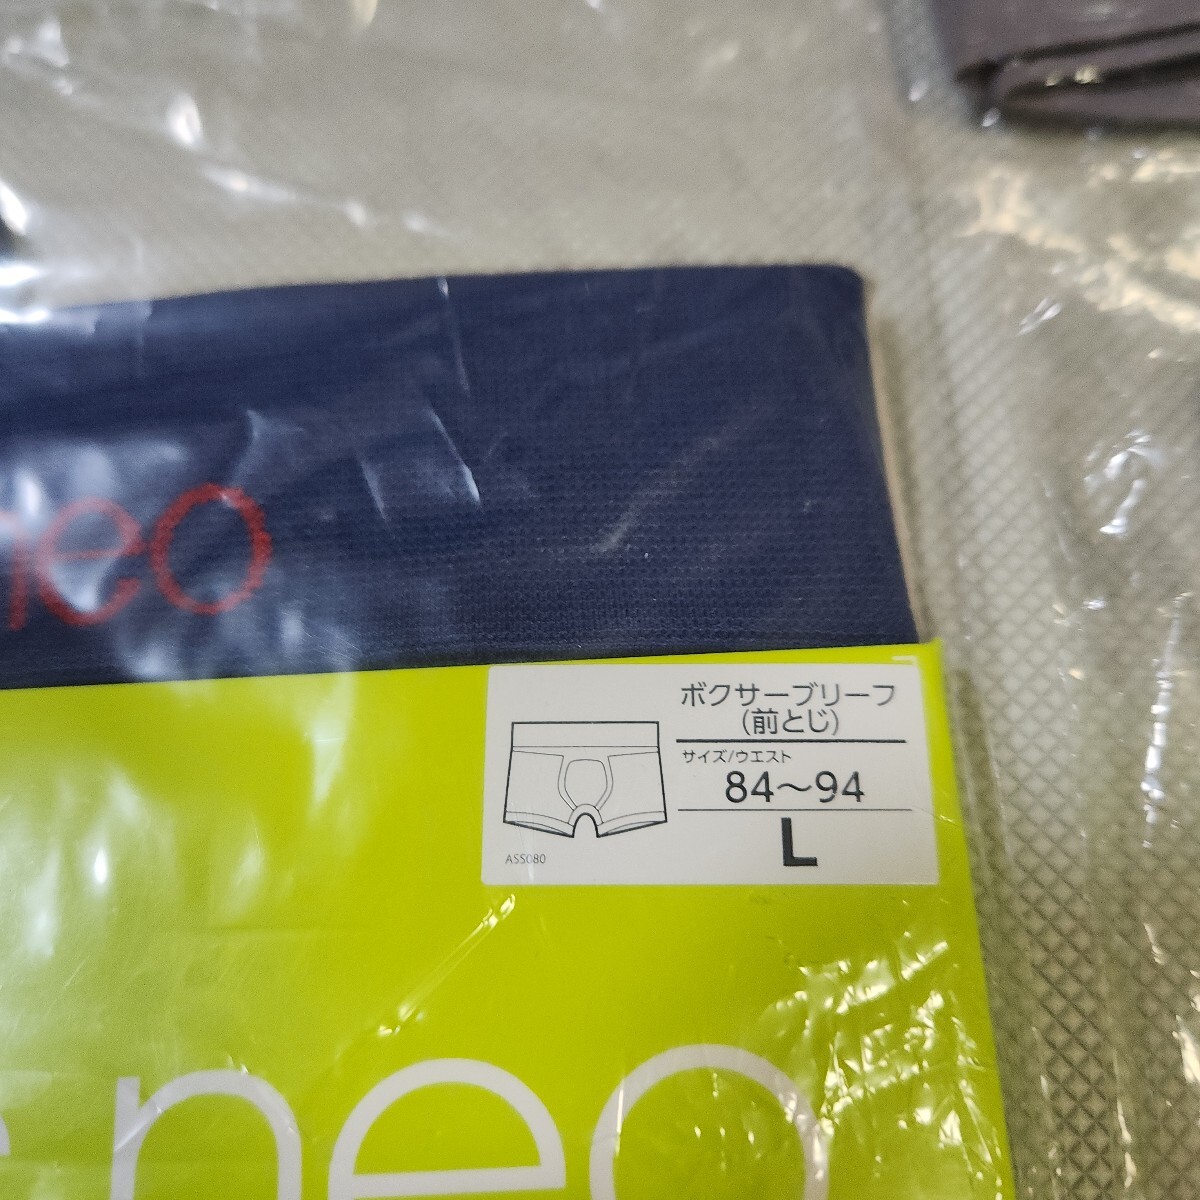 neo
ボクサーブリーフ
(前とじ)
サイズ/ウエスト
84～94
L
ASS080
neo